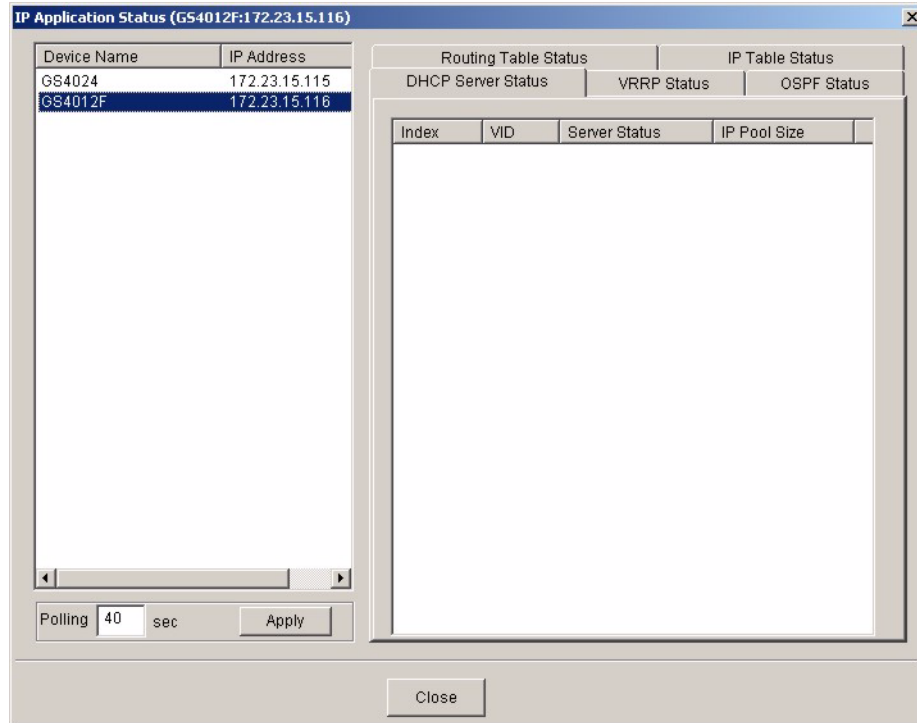 IP Application Status (GS4012F:172.23.15.116)
Device Name IP Address
GS4024 172.23.15.115
GS4012F 172.23.15.116
Polling 40 sec Apply
Routing Table Status IP Table Status
DHCP Server Status VRRP Status OSPF Status
Index VID Server Status IP Pool Size
Close